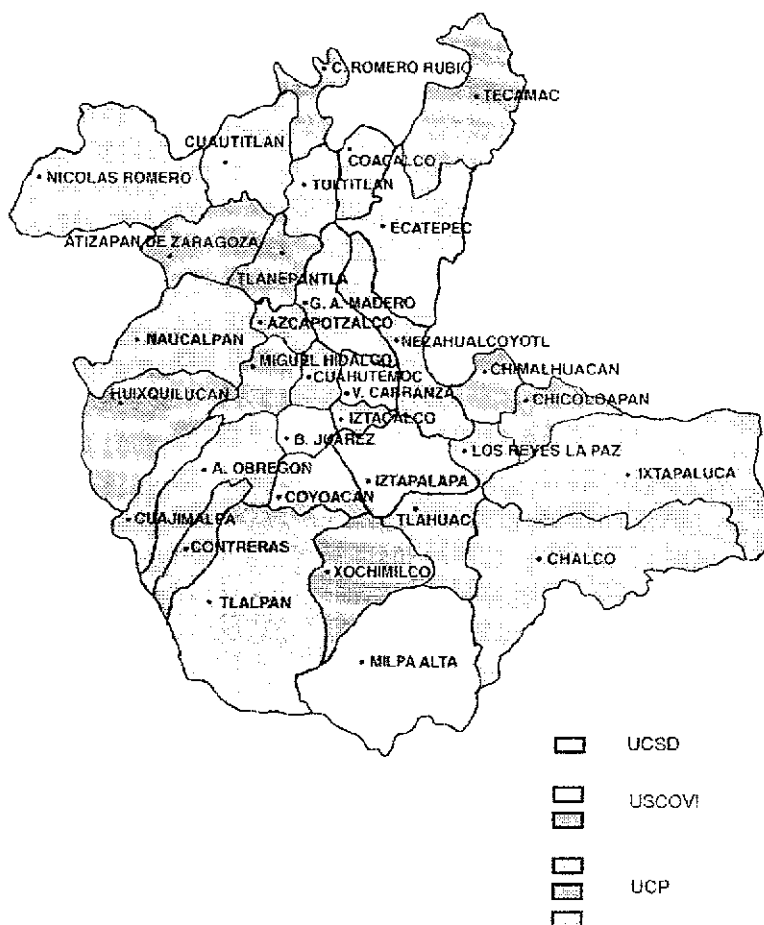 C. ROMERO RUBIO
TECAMAC
CUAUTITLAN
COACALCO
NICOLAS ROMERO
TULTITLAN
ECATEPEC
ATIZAPAN DE ZARAGOZA
TLANEPANTLA
G. A. MADERO
AZCAPOTZALCO
NAUCALPAN
NEZAHUALCOYOTL
MIGUEL HIDALGO
CHIMALHUACAN
CUAHUTEMOC
HUIXQUILUCAN
V. CARRANZA
CHICOLOAPAN
IZTACALCO
B. JUAREZ
LOS REYES LA PAZ
A. OBREGON
IXTAPALUCA
IZTAPALAPA
COYOACAN
TLAHUAC
CUAJIMALPA
CONTRERAS
CHALCO
XOCHIMILCO
TLALPAN
MILPA ALTA
UCSD
USCOVI
UCP